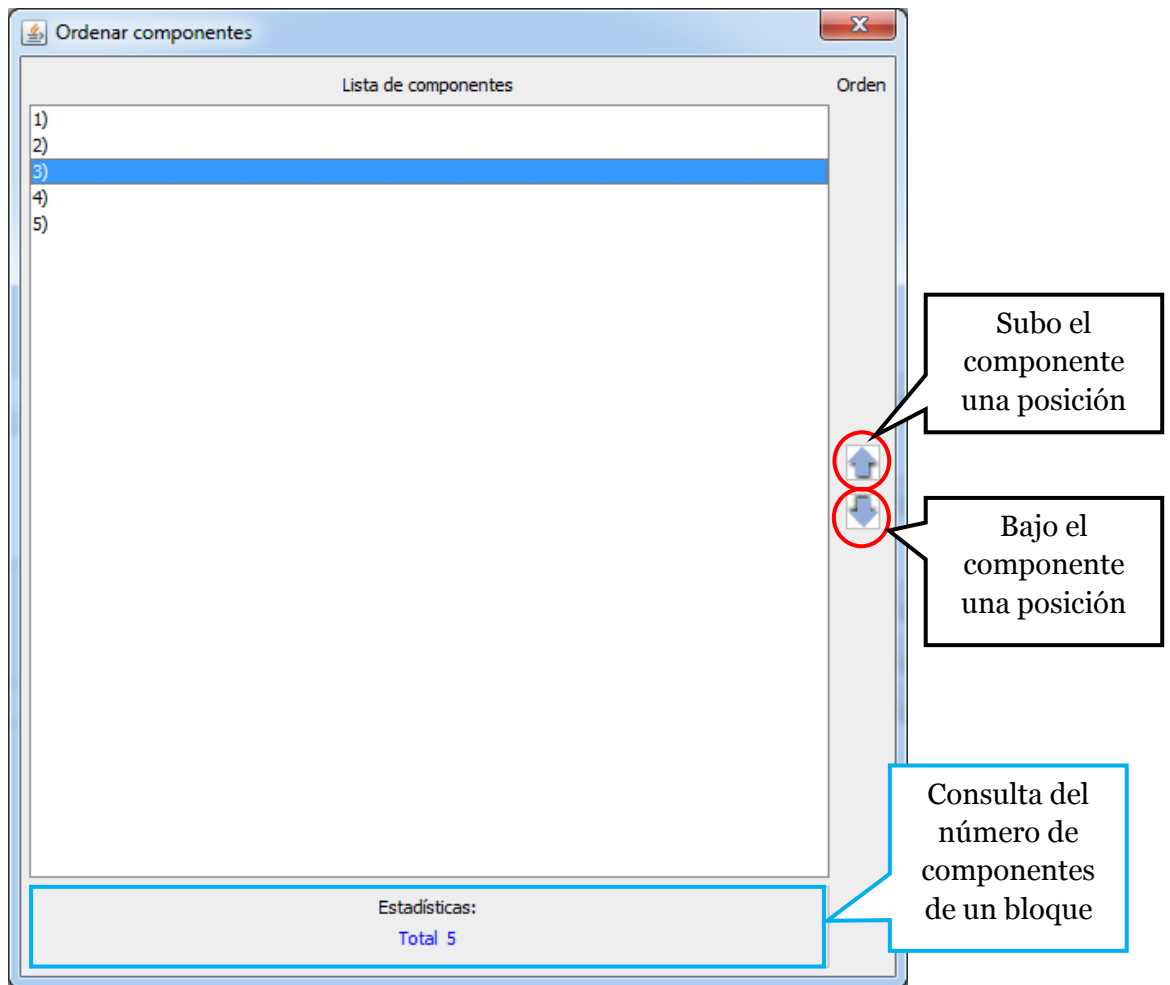 Ordenar componentes
Lista de componentes
Orden
1)
2)
3)
4)
5)
Subo el
componente
una posición
Bajo el
componente
una posición
Consulta del
número de
componentes
de un bloque
Estadísticas:
Total 5